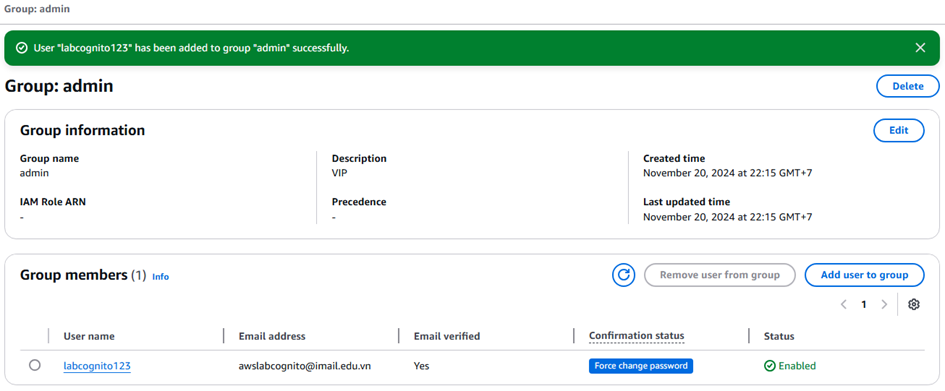 Group: admin
User "labcognito123" has been added to group "admin" successfully.
Group: admin
Delete
Group information
Edit
Group name
Description
Created time
admin
VIP
November 20, 2024 at 22:15 GMT+7
IAM Role ARN
Precedence
Last updated time
-
-
November 20, 2024 at 22:15 GMT+7
Group members (1) Info
Remove user from group
Add user to group
1
User name
Email address
Email verified
Confirmation status
Status
labcognito123
awslabcognito@imail.edu.vn
Yes
Force change password
Enabled